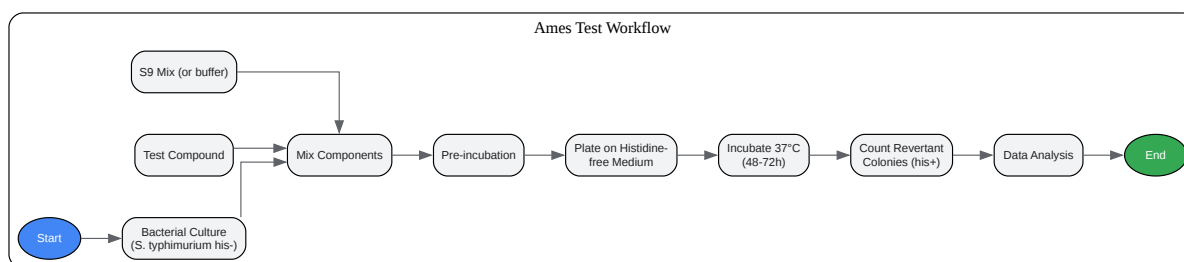 Ames Test Workflow
S9 Mix (or buffer)
Test Compound
Mix Components
Pre-incubation
Plate on Histidine-
free Medium
Incubate 37°C
(48-72h)
Count Revertant
Colonies (his+)
Data Analysis
End
Start
Bacterial Culture
(S. typhimurium his-)